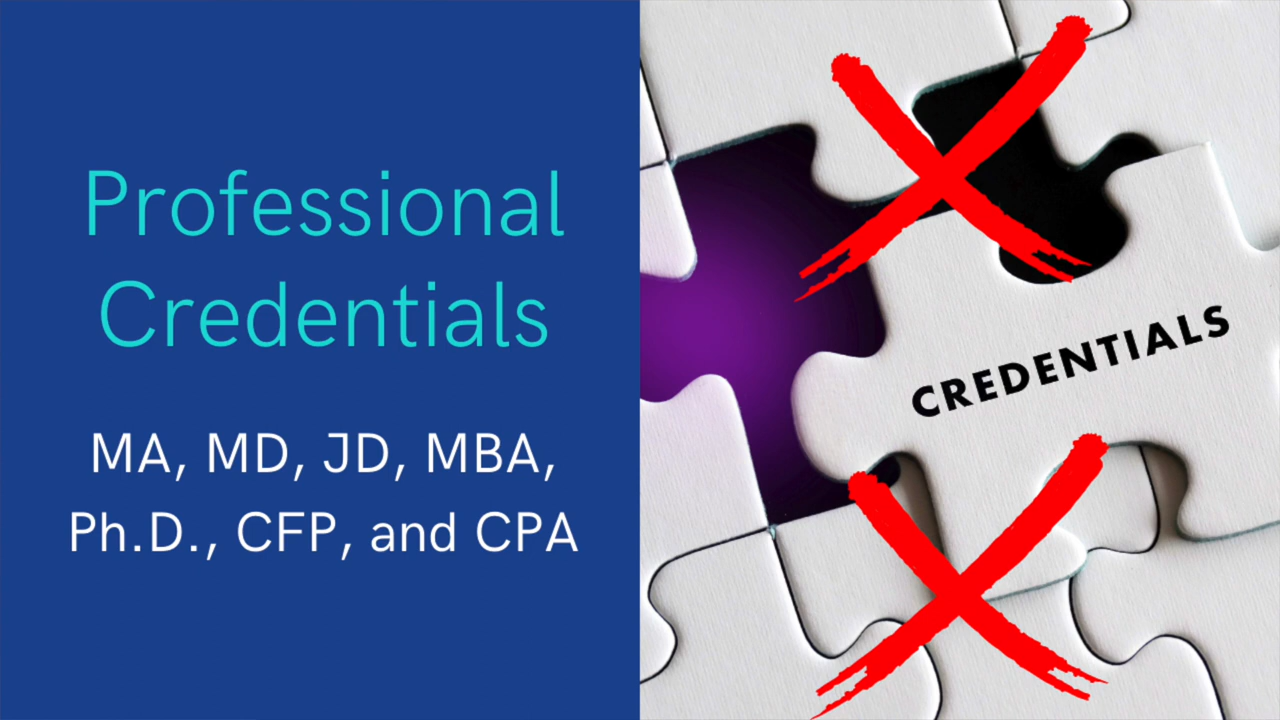 Professional
Credentials
MA, MD, JD, MBA,
Ph.D., CFP, and CPA
CREDENTIALS